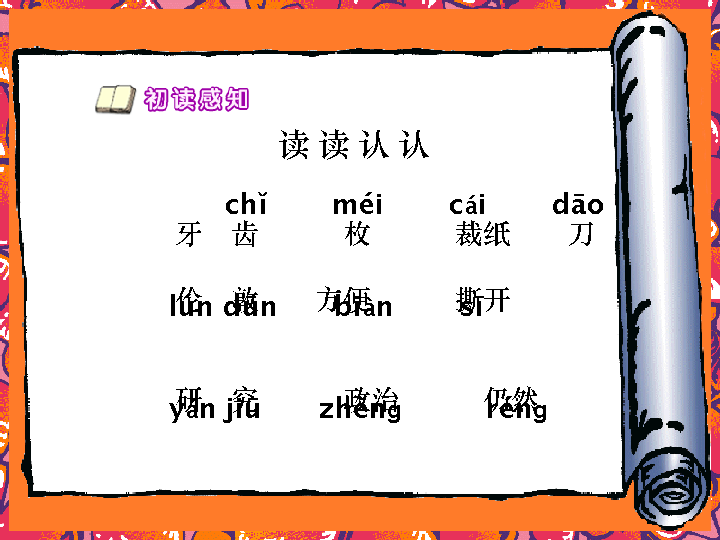 初读感知
读读认认
chǐ méi cái dāo
牙 齿 枚 裁纸 刀
伦 敦 方便 撕开
lún dūn biàn sī
研 究 政治 仍然
yán jiū zhèng réng